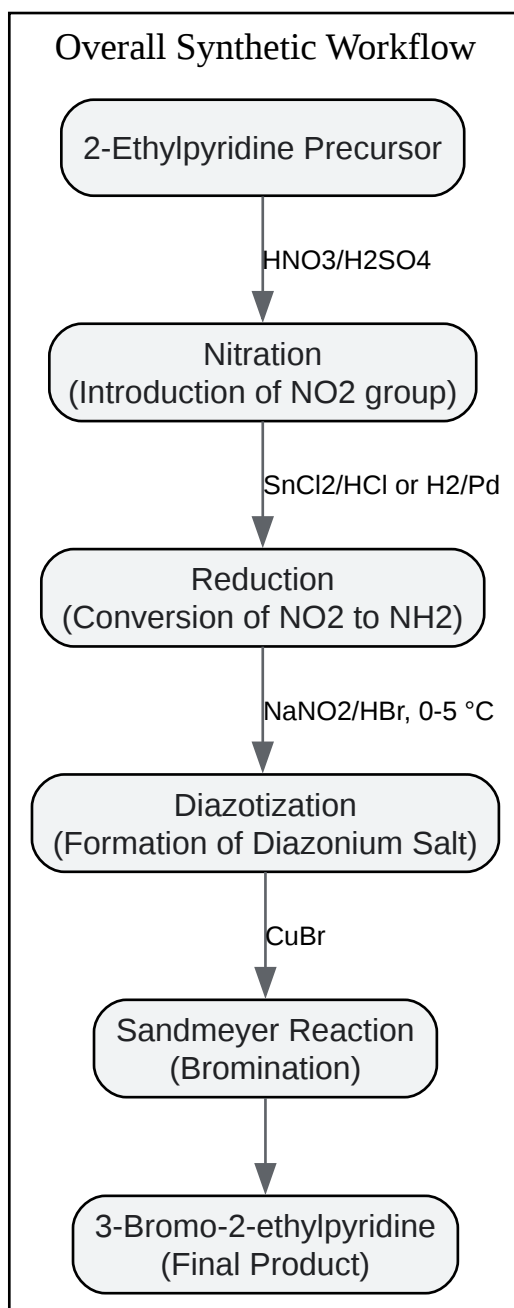 Overall Synthetic Workflow
2-Ethylpyridine Precursor
HNO3/H2SO4
Nitration
(Introduction of NO2 group)
SnCl2/HCl or H2/Pd
Reduction
(Conversion of NO2 to NH2)
NaNO2/HBr, 0-5 °C
Diazotization
(Formation of Diazonium Salt)
CuBr
Sandmeyer Reaction
(Bromination)
3-Bromo-2-ethylpyridine
(Final Product)